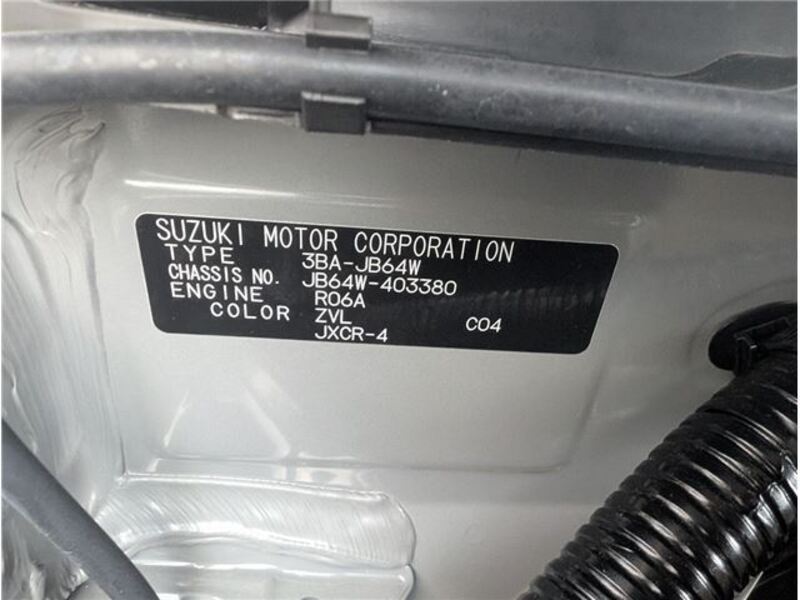 SUZUKI MOTOR CORPORATION
TYPE 3BA-JB64W
CHASSIS NO. JB64W-403380
ENGINE R06A
COLOR ZVL C04
JXCR-4